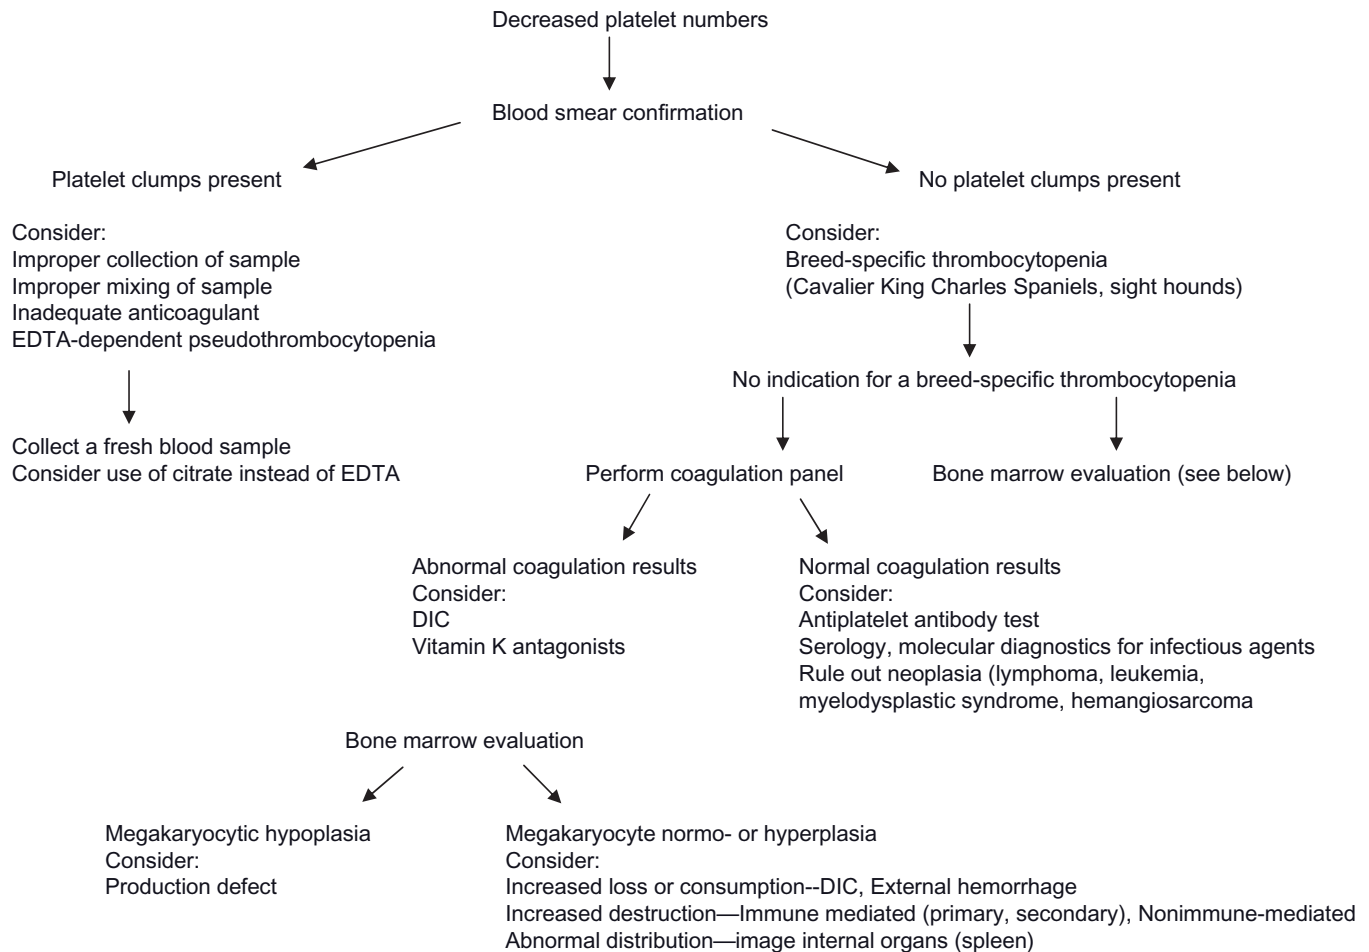 Decreased platelet numbers
Blood smear confirmation
Platelet clumps present
No platelet clumps present
Consider:
Improper collection of sample
Improper mixing of sample
Inadequate anticoagulant
EDTA-dependent pseudothrombocytopenia
Consider:
Breed-specific thrombocytopenia
(Cavalier King Charles Spaniels, sight hounds)
No indication for a breed-specific thrombocytopenia
Collect a fresh blood sample
Consider use of citrate instead of EDTA
Perform coagulation panel
Bone marrow evaluation (see below)
Abnormal coagulation results
Consider:
DIC
Vitamin K antagonists
Normal coagulation results
Consider:
Antiplatelet antibody test
Serology, molecular diagnostics for infectious agents
Rule out neoplasia (lymphoma, leukemia,
myelodysplastic syndrome, hemangiosarcoma
Bone marrow evaluation
Megakaryocytic hypoplasia
Consider:
Production defect
Megakaryocyte normo- or hyperplasia
Consider:
Increased loss or consumption--DIC, External hemorrhage
Increased destruction—Immune mediated (primary, secondary), Nonimmune-mediated
Abnormal distribution—image internal organs (spleen)